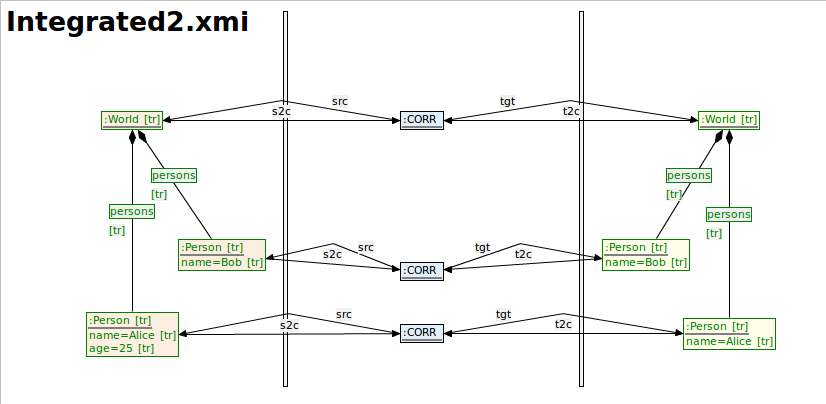 Integrated2.xmi
src
tgt
s2c
t2c
:World [tr]
:CORR
:World [tr]
persons
[tr]
persons
[tr]
persons
[tr]
persons
[tr]
:Person [tr]
name=Bob [tr]
src
s2c
:CORR
tgt
t2c
:Person [tr]
name=Bob [tr]
:Person [tr]
name=Alice [tr]
age=25 [tr]
src
s2c
:CORR
tgt
t2c
:Person [tr]
name=Alice [tr]